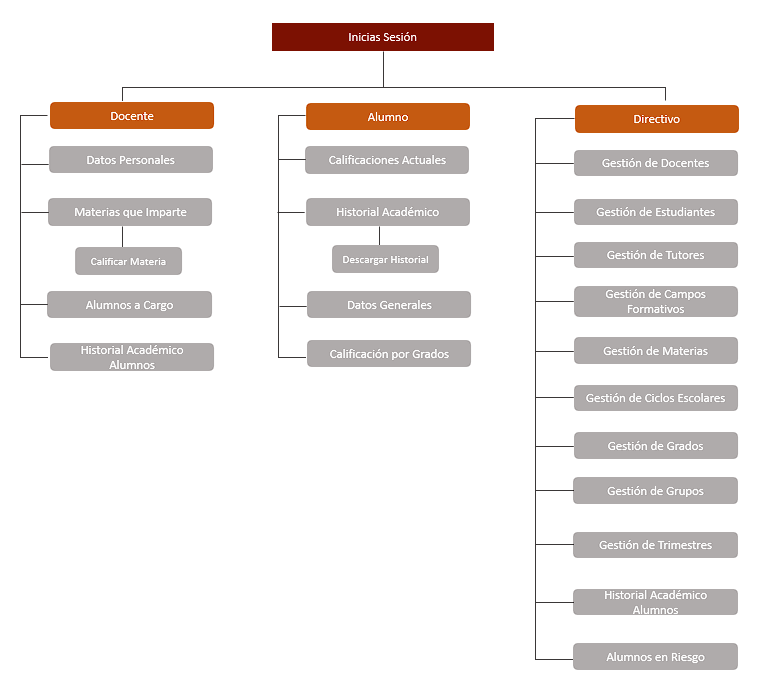 Inicias Sesión
Docente
Datos Personales
Materias que Imparte
Calificar Materia
Alumnos a Cargo
Historial Académico
Alumnos
Alumno
Calificaciones Actuales
Historial Académico
Descargar Historial
Datos Generales
Calificación por Grados
Directivo
Gestión de Docentes
Gestión de Estudiantes
Gestión de Tutores
Gestión de Campos
Formativos
Gestión de Materias
Gestión de Ciclos Escolares
Gestión de Grados
Gestión de Grupos
Gestión de Trimestres
Historial Académico
Alumnos
Alumnos en Riesgo